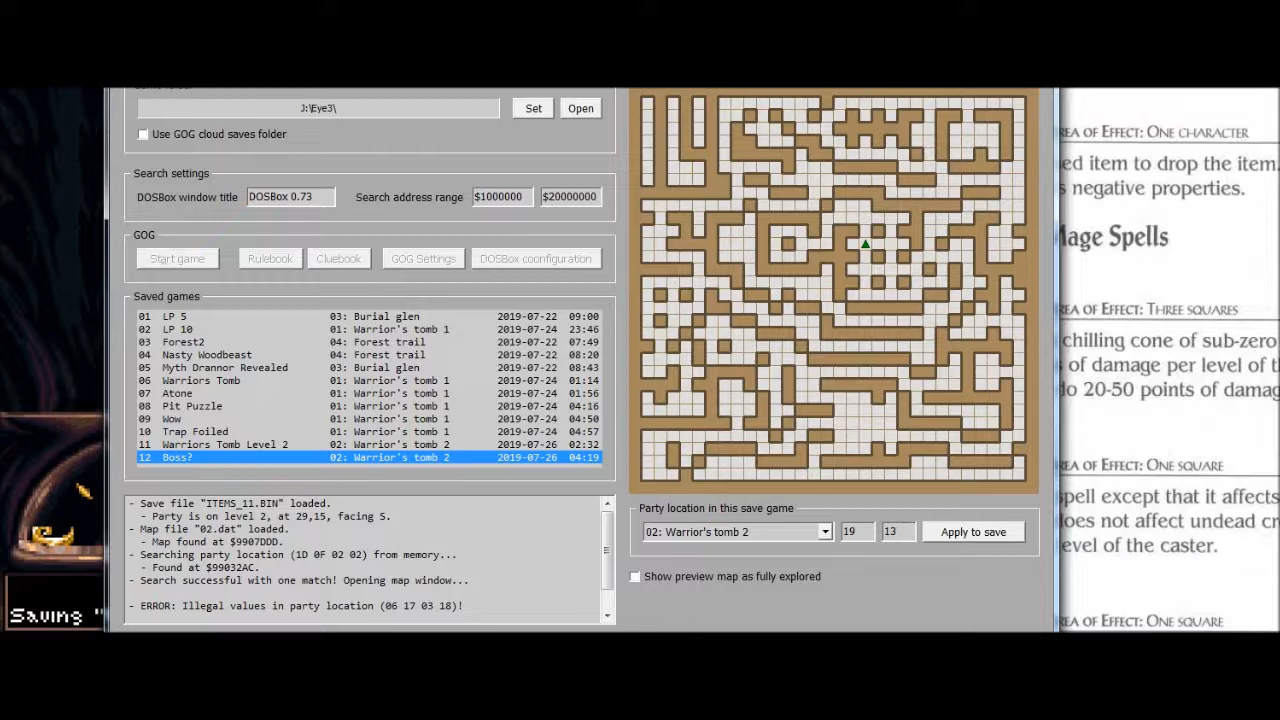 J:\Eye3\
Set
Open
Use GOG cloud saves folder
Search settings
DOSBox window title
DOSBox 0.73
Search address range
$1000000
$20000000
GOG
Start game
Rulebook
Cluebook
GOG Settings
DOSBox coonfiguration
Saved games
01 LP 5 03: Burial glen 2019-07-22 09:00
02 LP 10 01: Warrior's tomb 1 2019-07-24 23:46
03 Forest2 04: Forest trail 2019-07-22 07:49
04 Nasty Woodbeast 04: Forest trail 2019-07-22 08:20
05 Myth Drannor Revealed 03: Burial glen 2019-07-22 08:43
06 Warriors Tomb 01: Warrior's tomb 1 2019-07-24 01:14
07 Atone 01: Warrior's tomb 1 2019-07-24 01:56
08 Pit Puzzle 01: Warrior's tomb 1 2019-07-24 04:16
09 Wow 01: Warrior's tomb 1 2019-07-24 04:50
10 Trap Foiled 01: Warrior's tomb 1 2019-07-24 04:57
11 Warriors Tomb Level 2 02: Warrior's tomb 2 2019-07-26 02:32
12 Boss? 02: Warrior's tomb 2 2019-07-26 04:19
- Save file "ITEMS_11.BIN" loaded.
- Party is on level 2, at 29,15, facing S.
- Map file "02.dat" loaded.
- Map found at $9907DDD.
- Searching party location (1D 0F 02 02) from memory...
- Found at $99032AC.
- Search successful with one match! Opening map window...
- ERROR: Illegal values in party location (06 17 03 18)!
Party location in this save game
02: Warrior's tomb 2
19
13
Apply to save
Show preview map as fully explored
Saving "
REA OF EFFECT: ONE CHARACTER
ed item to drop the item.
s negative properties.
Mage Spells
REA OF EFFECT: THREE SQUARES
chilling cone of sub-zero
s of damage per level of t
do 20-50 points of damag
REA OF EFFECT: ONE SQUARE
spell except that it affects
does not affect undead cr
evel of the caster.
REA OF EFFECT: ONE SQUARE